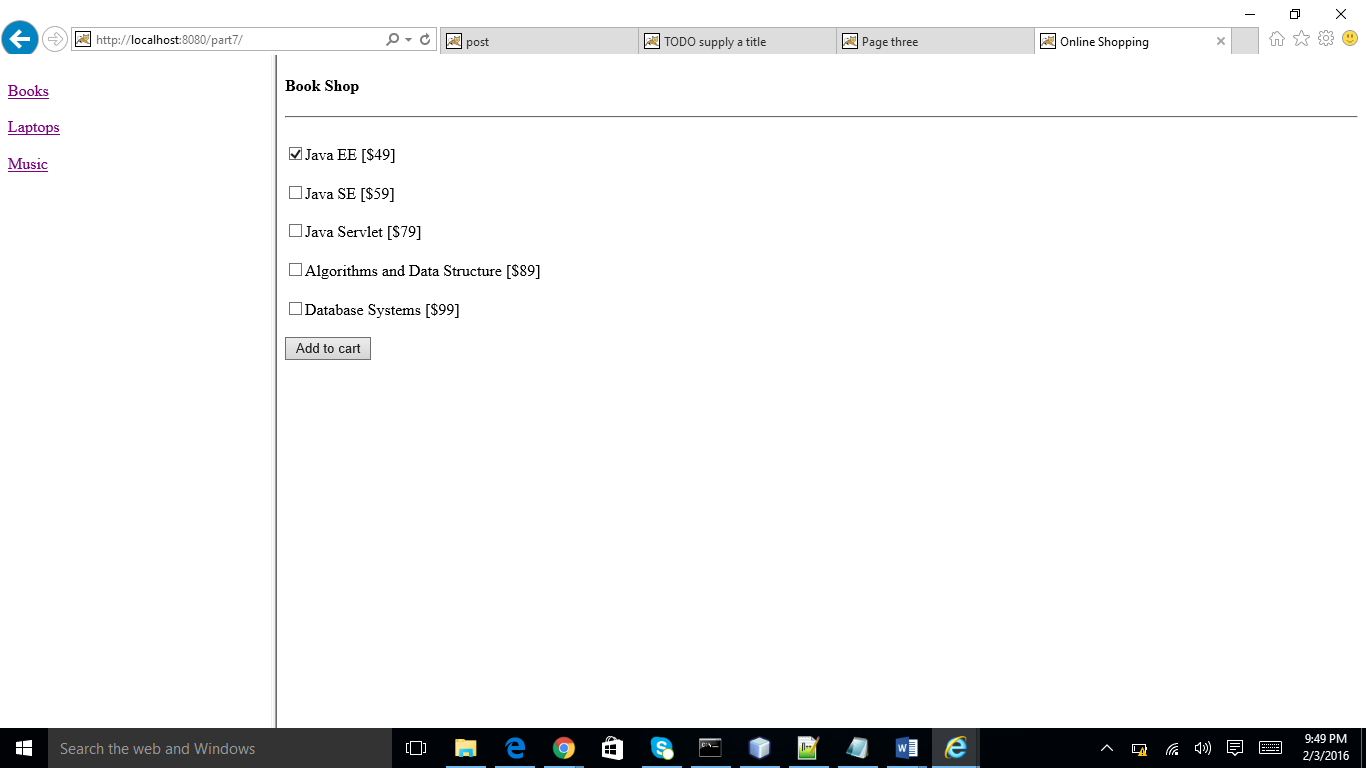 http://localhost:8080/part7/
post
TODO supply a title
Page three
Online Shopping
Books
Laptops
Music
Book Shop
Java EE [$49]
Java SE [$59]
Java Servlet [$79]
Algorithms and Data Structure [$89]
Database Systems [$99]
Add to cart
Search the web and Windows
9:49 PM
2/3/2016